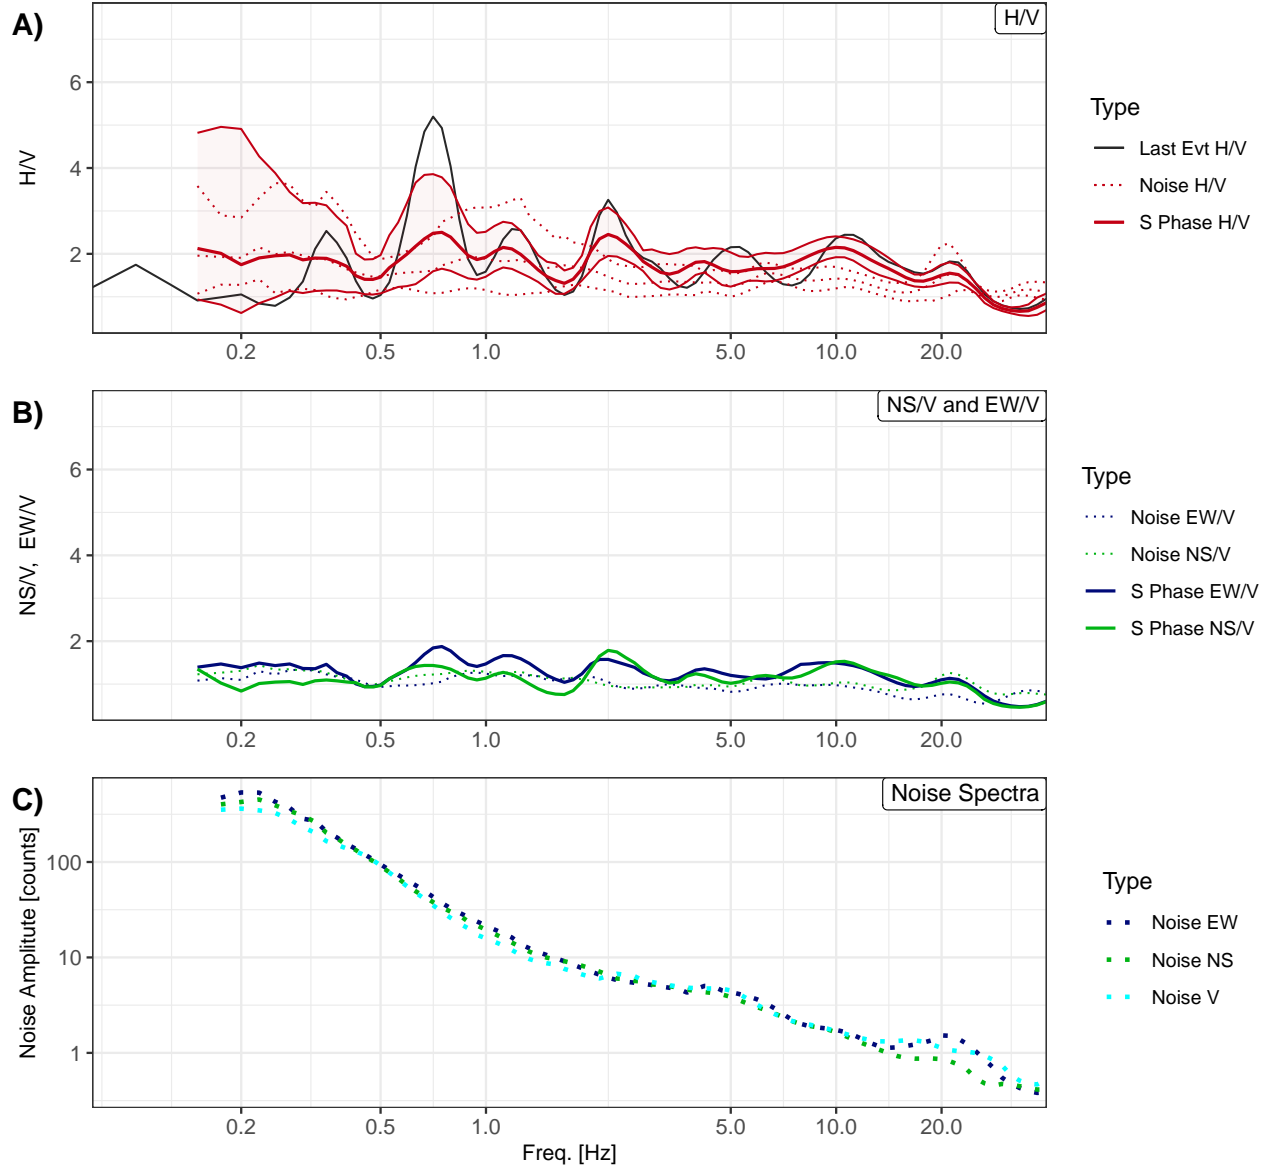 A)
H/V
6
4
2
H/V
0.2 0.5 1.0 5.0 10.0 20.0
Type
Last Evt H/V
Noise H/V
S Phase H/V
B)
NS/V and EW/V
6
4
2
NS/V, EW/V
0.2 0.5 1.0 5.0 10.0 20.0
Type
Noise EW/V
Noise NS/V
S Phase EW/V
S Phase NS/V
C)
Noise Spectra
100
10
1
Noise Amplitute [counts]
0.2 0.5 1.0 5.0 10.0 20.0
Freq. [Hz]
Type
Noise EW
Noise NS
Noise V